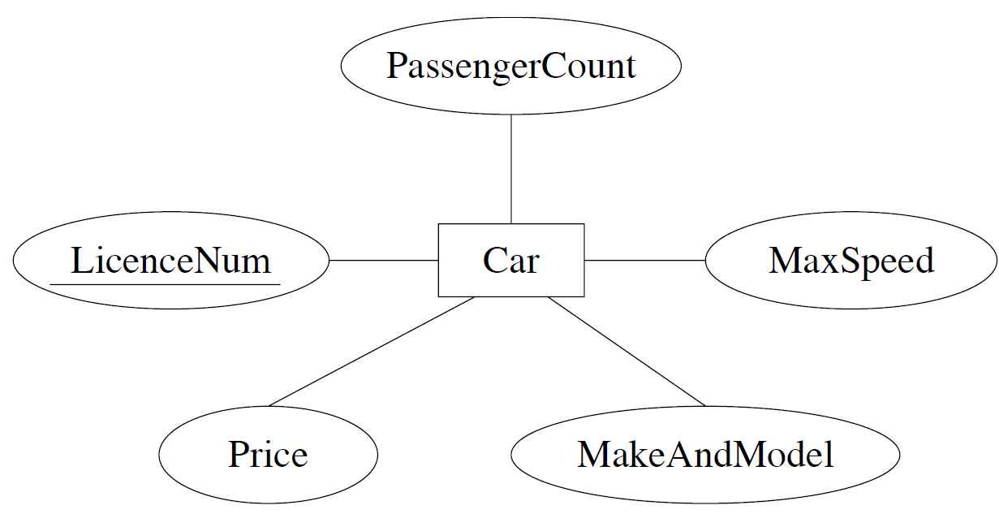 PassengerCount
LicenceNum
Car
MaxSpeed
Price
MakeAndModel